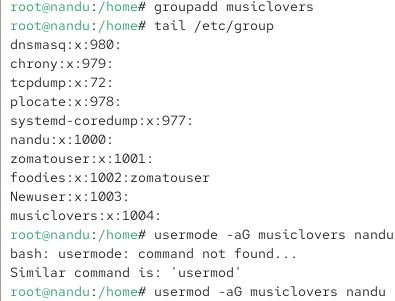 root@nandu:/home# groupadd musiclovers
root@nandu:/home# tail /etc/group
dnsmasq:x:980:
chrony:x:979:
tcpdump:x:72:
plocate:x:978:
systemd-coredump:x:977:
nandu:x:1000:
zomatouser:x:1001:
foodies:x:1002:zomatouser
Newuser:x:1003:
musiclovers:x:1004:
root@nandu:/home# usermode -aG musiclovers nandu
bash: usermode: command not found...
Similar command is: 'usermod'
root@nandu:/home# usermod -aG musiclovers nandu